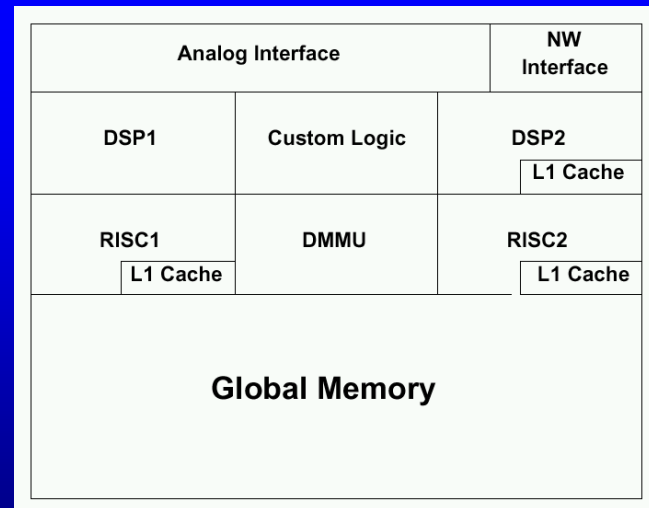 Analog Interface
NW
Interface
DSP1
Custom Logic
DSP2
L1 Cache
RISC1
DMMU
RISC2
L1 Cache
L1 Cache
Global Memory